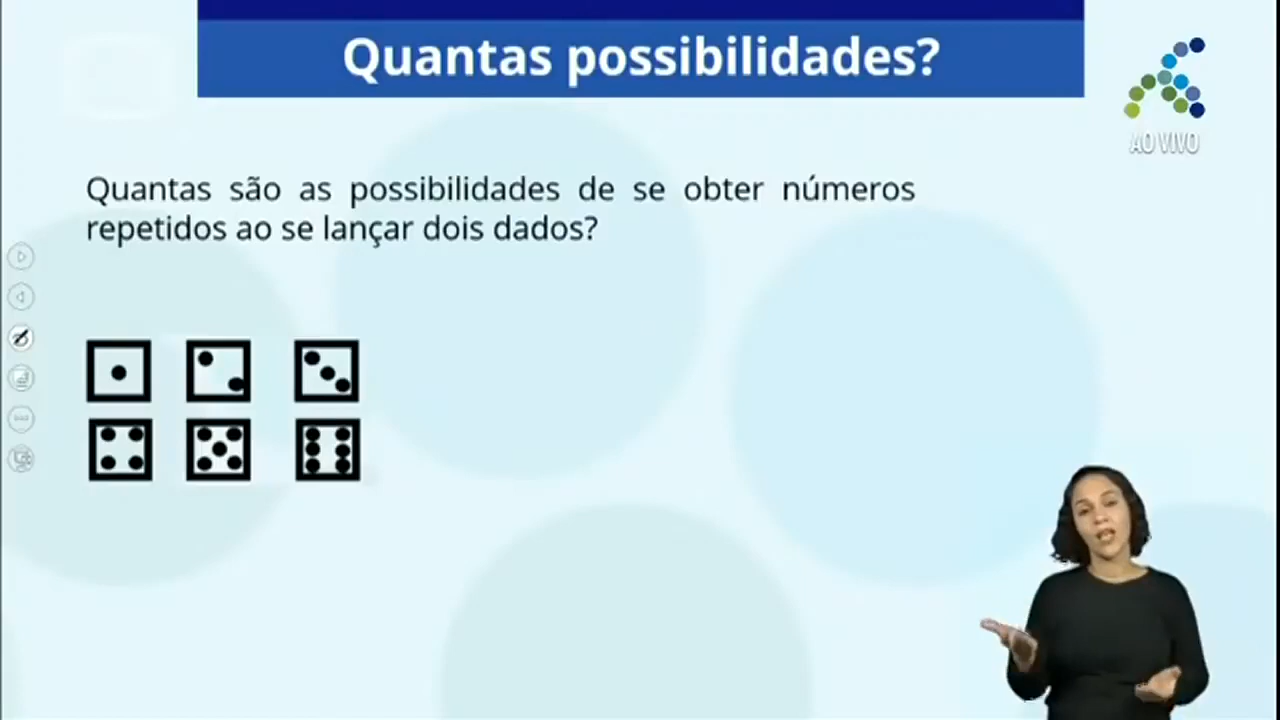 Quantas possibilidades?
AO VIVO
Quantas são as possibilidades de se obter números
repetidos ao se lançar dois dados?